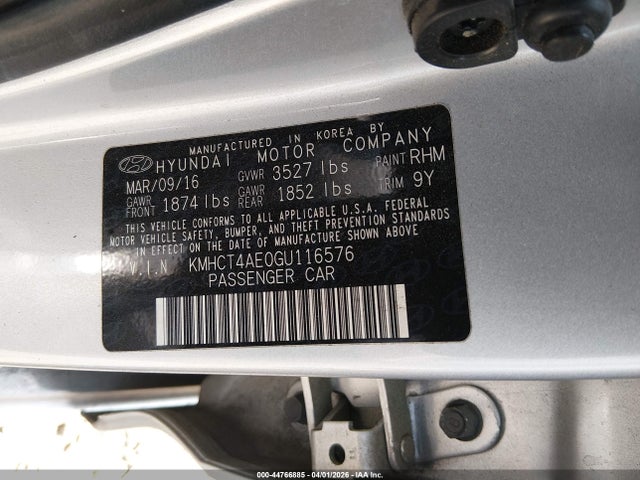 MANUFACTURED IN KOREA BY
HYUNDAI MOTOR COMPANY
MAR/09/16 GVWR 3527 lbs PAINT RHM
GAWR FRONT 1874 lbs GAWR REAR 1852 lbs TRIM 9Y
THIS VEHICLE CONFORMS TO ALL APPLICABLE U.S.A. FEDERAL
MOTOR VEHICLE SAFETY, BUMPER, AND THEFT PREVENTION STANDARDS
IN EFFECT ON THE DATE OF MANUFACTURE SHOWN ABOVE
V.I.N KMHCT4AE0GU116576
PASSENGER CAR
000-44766885 04/01/2026 IAA Inc.